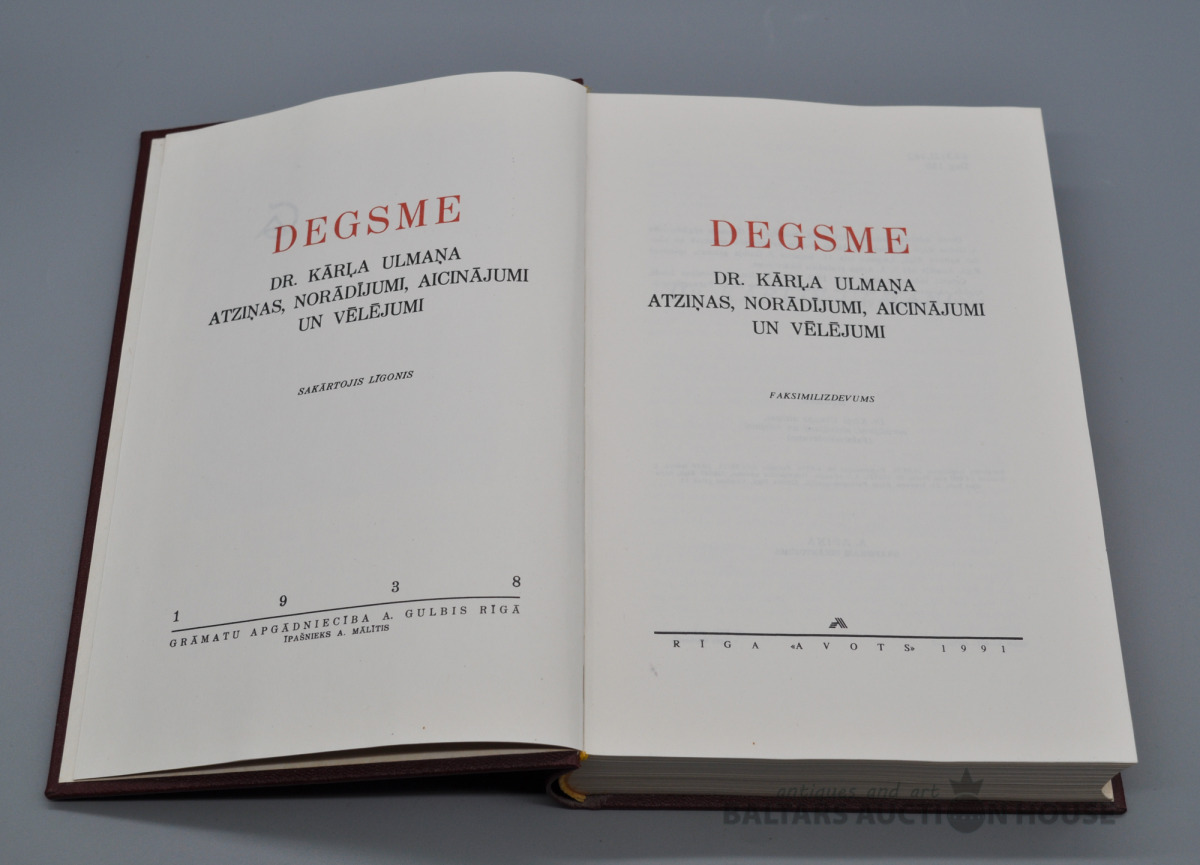 DEGSME
DR. KĀRĻA ULMAŅA
ATZIŅAS, NORĀDĪJUMI, AICINĀJUMI
UN VĒLĒJUMI
SAKĀRTOJIS LĪGONIS
1 9 3 8
GRĀMATU APGĀDNIECĪBA A. GULBIS RĪGĀ
ĪPAŠNIEKS A. MĀLĪTIS
DEGSME
DR. KĀRĻA ULMAŅA
ATZIŅAS, NORĀDĪJUMI, AICINĀJUMI
UN VĒLĒJUMI
FAKSIMILIZDEVUMS
RĪGA «AVOTS» 1991
antiques and art
BALTARS AUCTION HOUSE